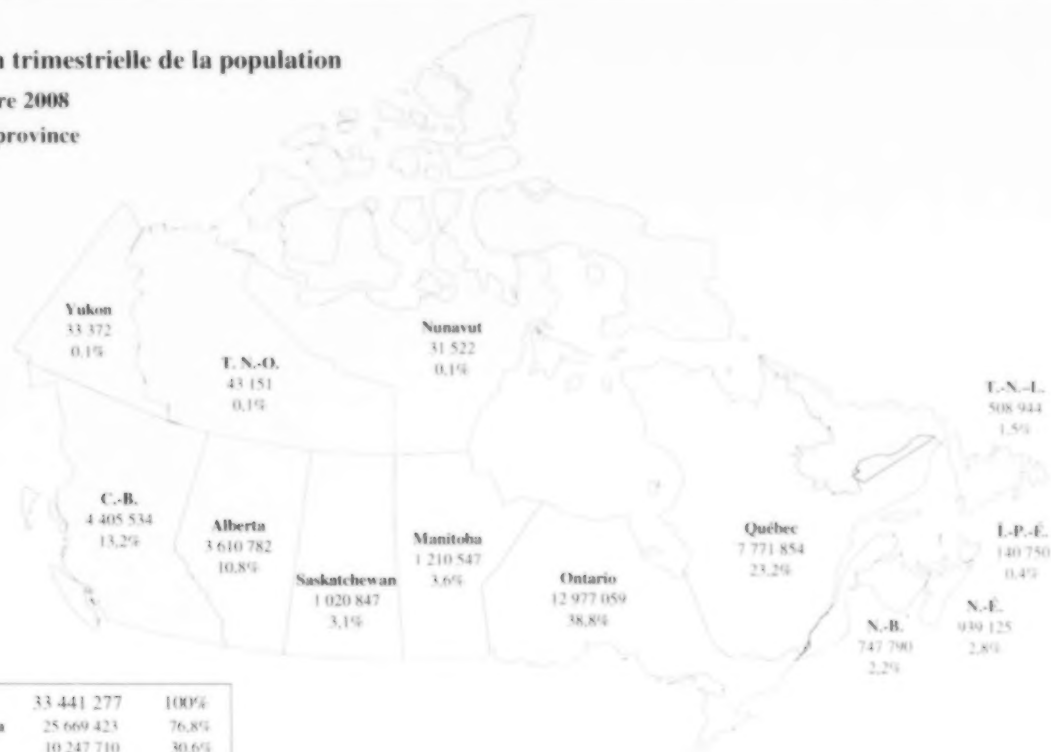 trimestrielle de la population
2008
province
Yukon
33 372
0,1%
T. N.-O.
43 151
0,1%
Nunavut
31 522
0,1%
T.-N.-L.
508 944
1,5%
C.-B.
4 405 534
13,2%
Alberta
3 610 782
10,8%
Saskatchewan
1 020 847
3,1%
Manitoba
1 210 547
3,6%
Ontario
12 977 059
38,8%
Québec
7 771 854
23,2%
Î.-P.-É.
140 750
0,4%
N.-É.
939 125
2,8%
N.-B.
747 790
2,2%
33 441 277 100%
25 669 423 76,8%
10 247 710 30,6%